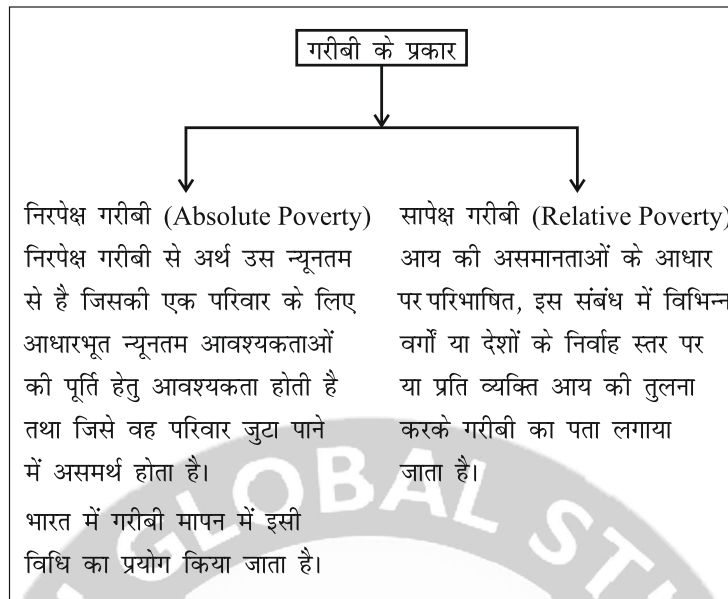 गरीबी के प्रकार
निरपेक्ष गरीबी (Absolute Poverty)
निरपेक्ष गरीबी से अर्थ उस न्यूनतम
से है जिसकी एक परिवार के लिए
आधारभूत न्यूनतम आवश्यकताओं
की पूर्ति हेतु आवश्यकता होती है
तथा जिसे वह परिवार जुटा पाने
में असमर्थ होता है।
भारत में गरीबी मापन में इसी
विधि का प्रयोग किया जाता है।
सापेक्ष गरीबी (Relative Poverty)
आय की असमानताओं के आधार
पर परिभाषित, इस संबंध में विभिन्न
वर्गों या देशों के निर्वाह स्तर पर
या प्रति व्यक्ति आय की तुलना
करके गरीबी का पता लगाया
जाता है।
GLOBAL